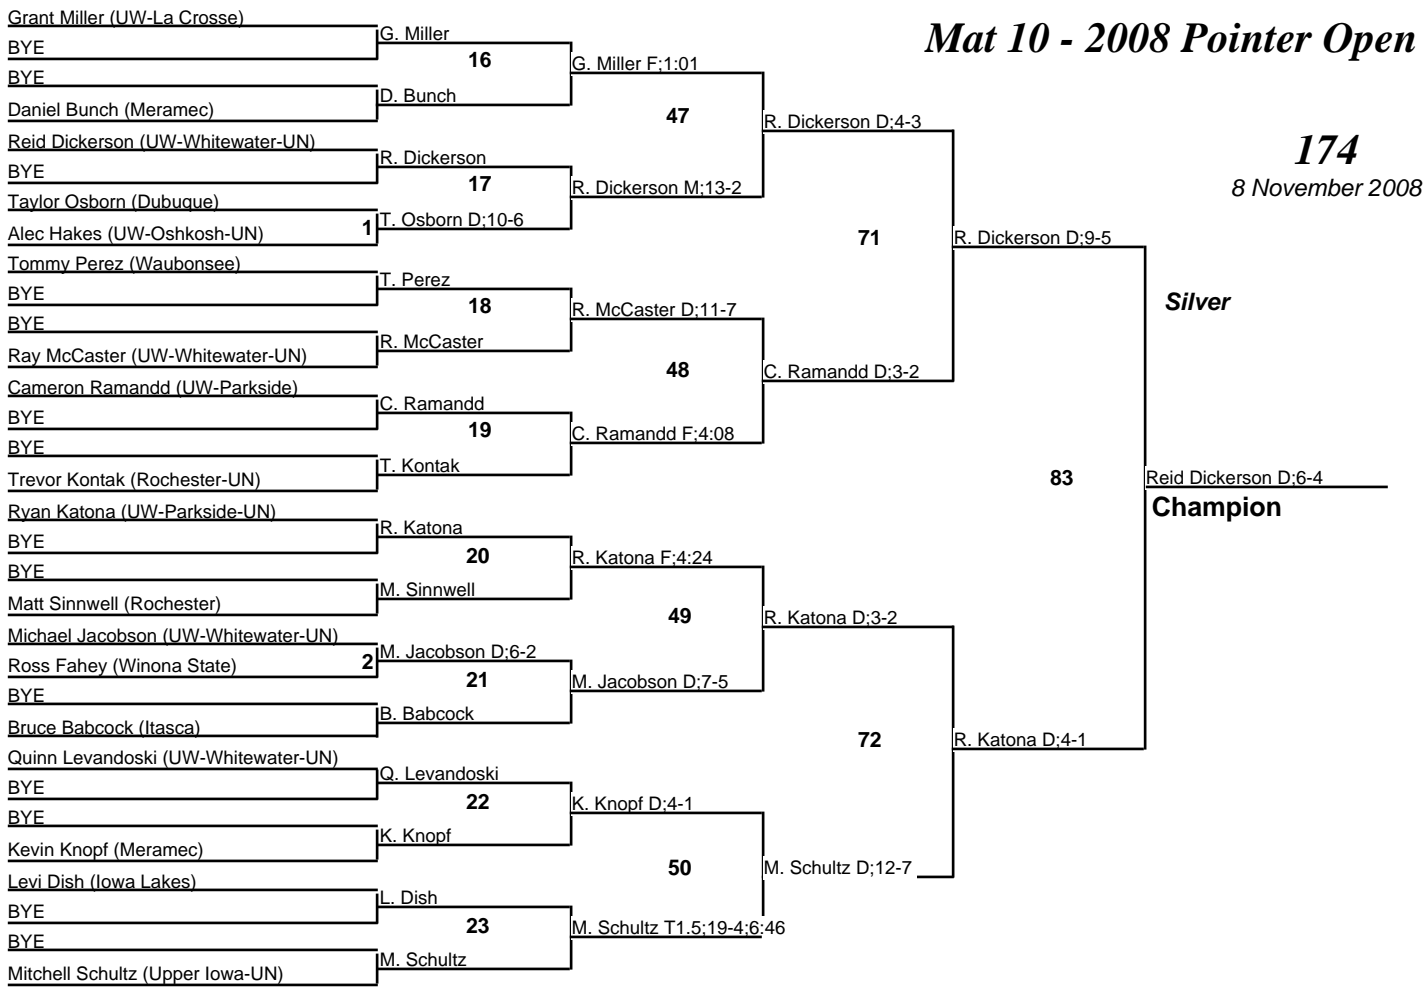 Mat 10 - 2008 Pointer Open
174
8 November 2008
Grant Miller (UW-La Crosse)
BYE
BYE
Daniel Bunch (Meramec)
Reid Dickerson (UW-Whitewater-UN)
BYE
Taylor Osborn (Dubuque)
Alec Hakes (UW-Oshkosh-UN)
Tommy Perez (Waubonsee)
BYE
BYE
Ray McCaster (UW-Whitewater-UN)
Cameron Ramandd (UW-Parkside)
BYE
BYE
Trevor Kontak (Rochester-UN)
Ryan Katona (UW-Parkside-UN)
BYE
BYE
Matt Sinnwell (Rochester)
Michael Jacobson (UW-Whitewater-UN)
Ross Fahey (Winona State)
BYE
Bruce Babcock (Itasca)
Quinn Levandoski (UW-Whitewater-UN)
BYE
BYE
Kevin Knopf (Meramec)
Levi Dish (Iowa Lakes)
BYE
BYE
Mitchell Schultz (Upper Iowa-UN)
G. Miller
16
D. Bunch
R. Dickerson
17
1
T. Osborn D;10-6
T. Perez
18
R. McCaster
C. Ramandd
19
T. Kontak
R. Katona
20
M. Sinnwell
2
M. Jacobson D;6-2
21
B. Babcock
Q. Levandoski
22
K. Knopf
L. Dish
23
M. Schultz
G. Miller F;1:01
47
R. Dickerson M;13-2
R. McCaster D;11-7
48
C. Ramandd F;4:08
R. Katona F;4:24
49
M. Jacobson D;7-5
K. Knopf D;4-1
50
M. Schultz T1.5;19-4;6:46
R. Dickerson D;4-3
71
C. Ramandd D;3-2
R. Katona D;3-2
72
M. Schultz D;12-7
R. Dickerson D;9-5
83
R. Katona D;4-1
Silver
Reid Dickerson D;6-4
Champion